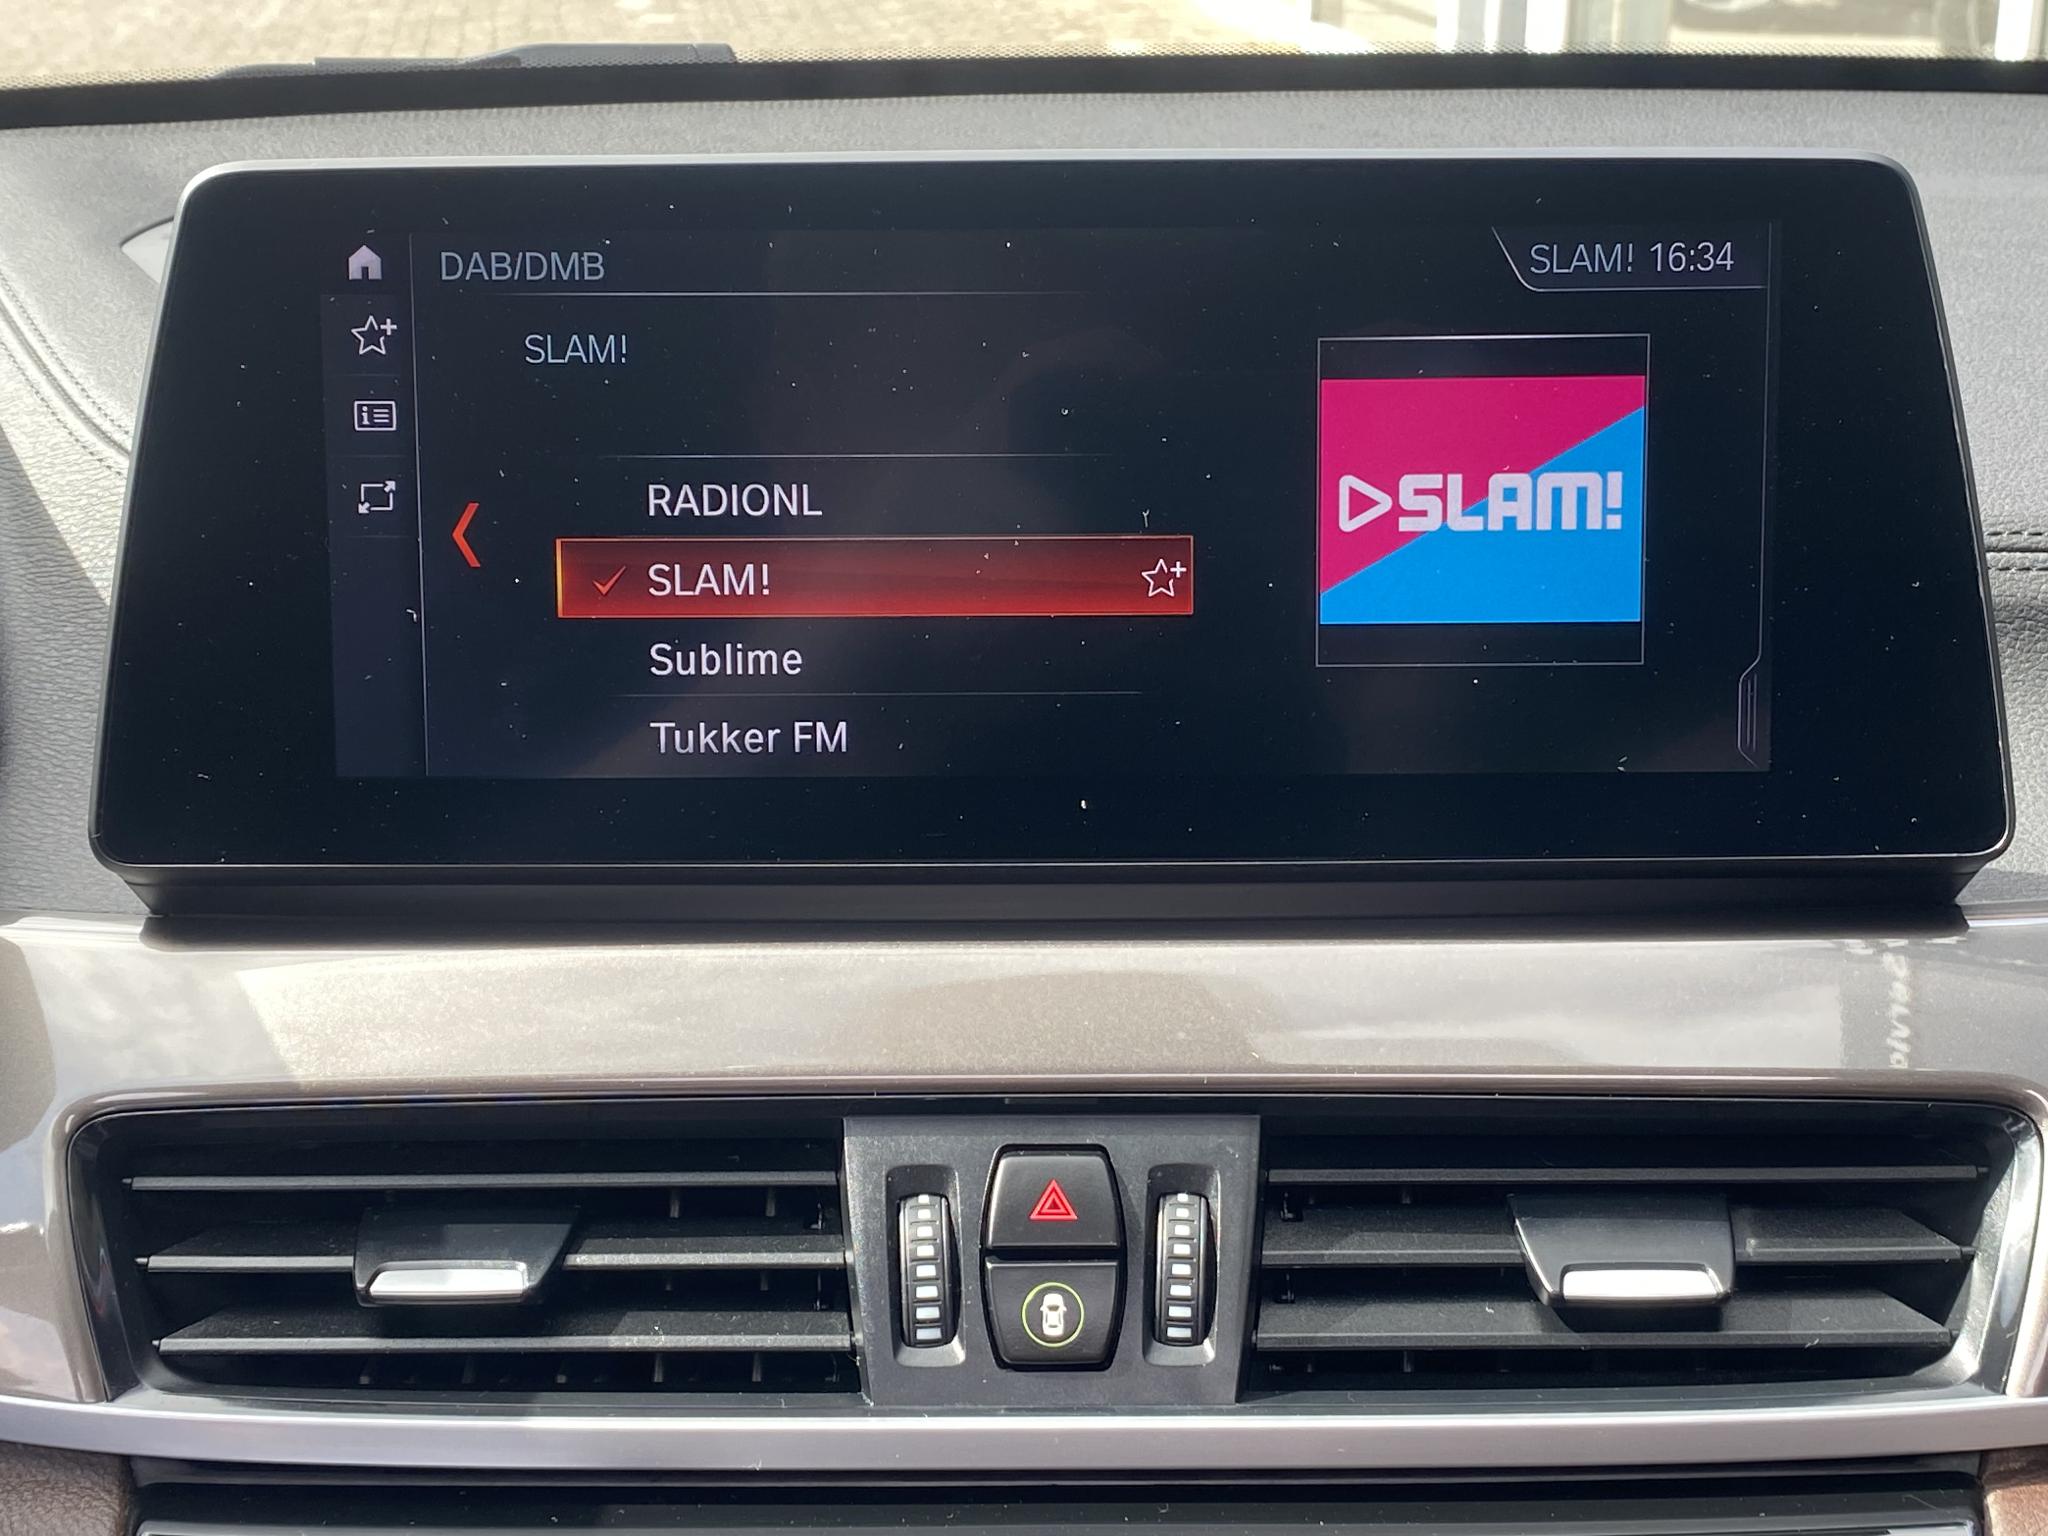 DAB/DMB
SLAM! 16:34
SLAM!
RADIONL
SLAM!
Sublime
Tukker FM
SLAM!